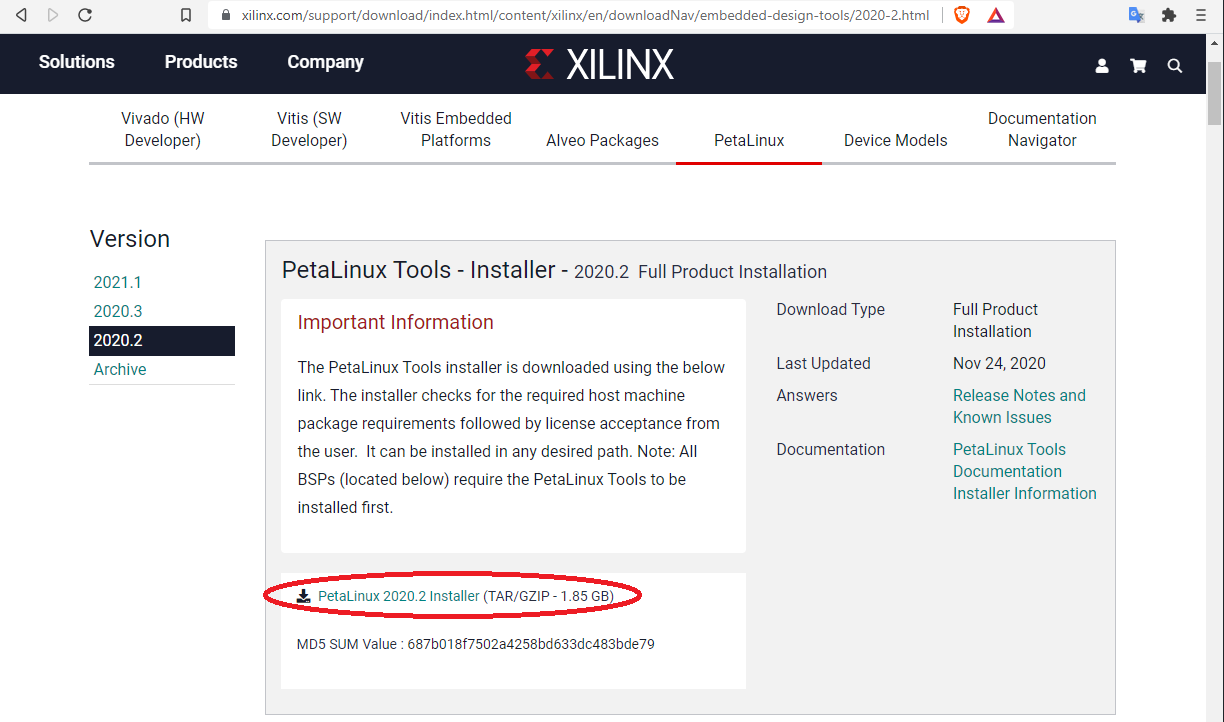 xilinx.com/support/download/index.html/content/xilinx/en/downloadNav/embedded-design-tools/2020-2.html
Solutions Products Company XILINX
Vivado (HW Developer)
Vitis (SW Developer)
Vitis Embedded Platforms
Alveo Packages
PetaLinux
Device Models
Documentation Navigator
Version
2021.1
2020.3
2020.2
Archive
PetaLinux Tools - Installer - 2020.2 Full Product Installation
Important Information
The PetaLinux Tools installer is downloaded using the below
link. The installer checks for the required host machine
package requirements followed by license acceptance from
the user. It can be installed in any desired path. Note: All
BSPs (located below) require the PetaLinux Tools to be
installed first.
PetaLinux 2020.2 Installer (TAR/GZIP - 1.85 GB)
MD5 SUM Value : 687b018f7502a4258bd633dc483bde79
Download Type Full Product
Installation
Last Updated Nov 24, 2020
Answers Release Notes and
Known Issues
Documentation PetaLinux Tools
Documentation
Installer Information